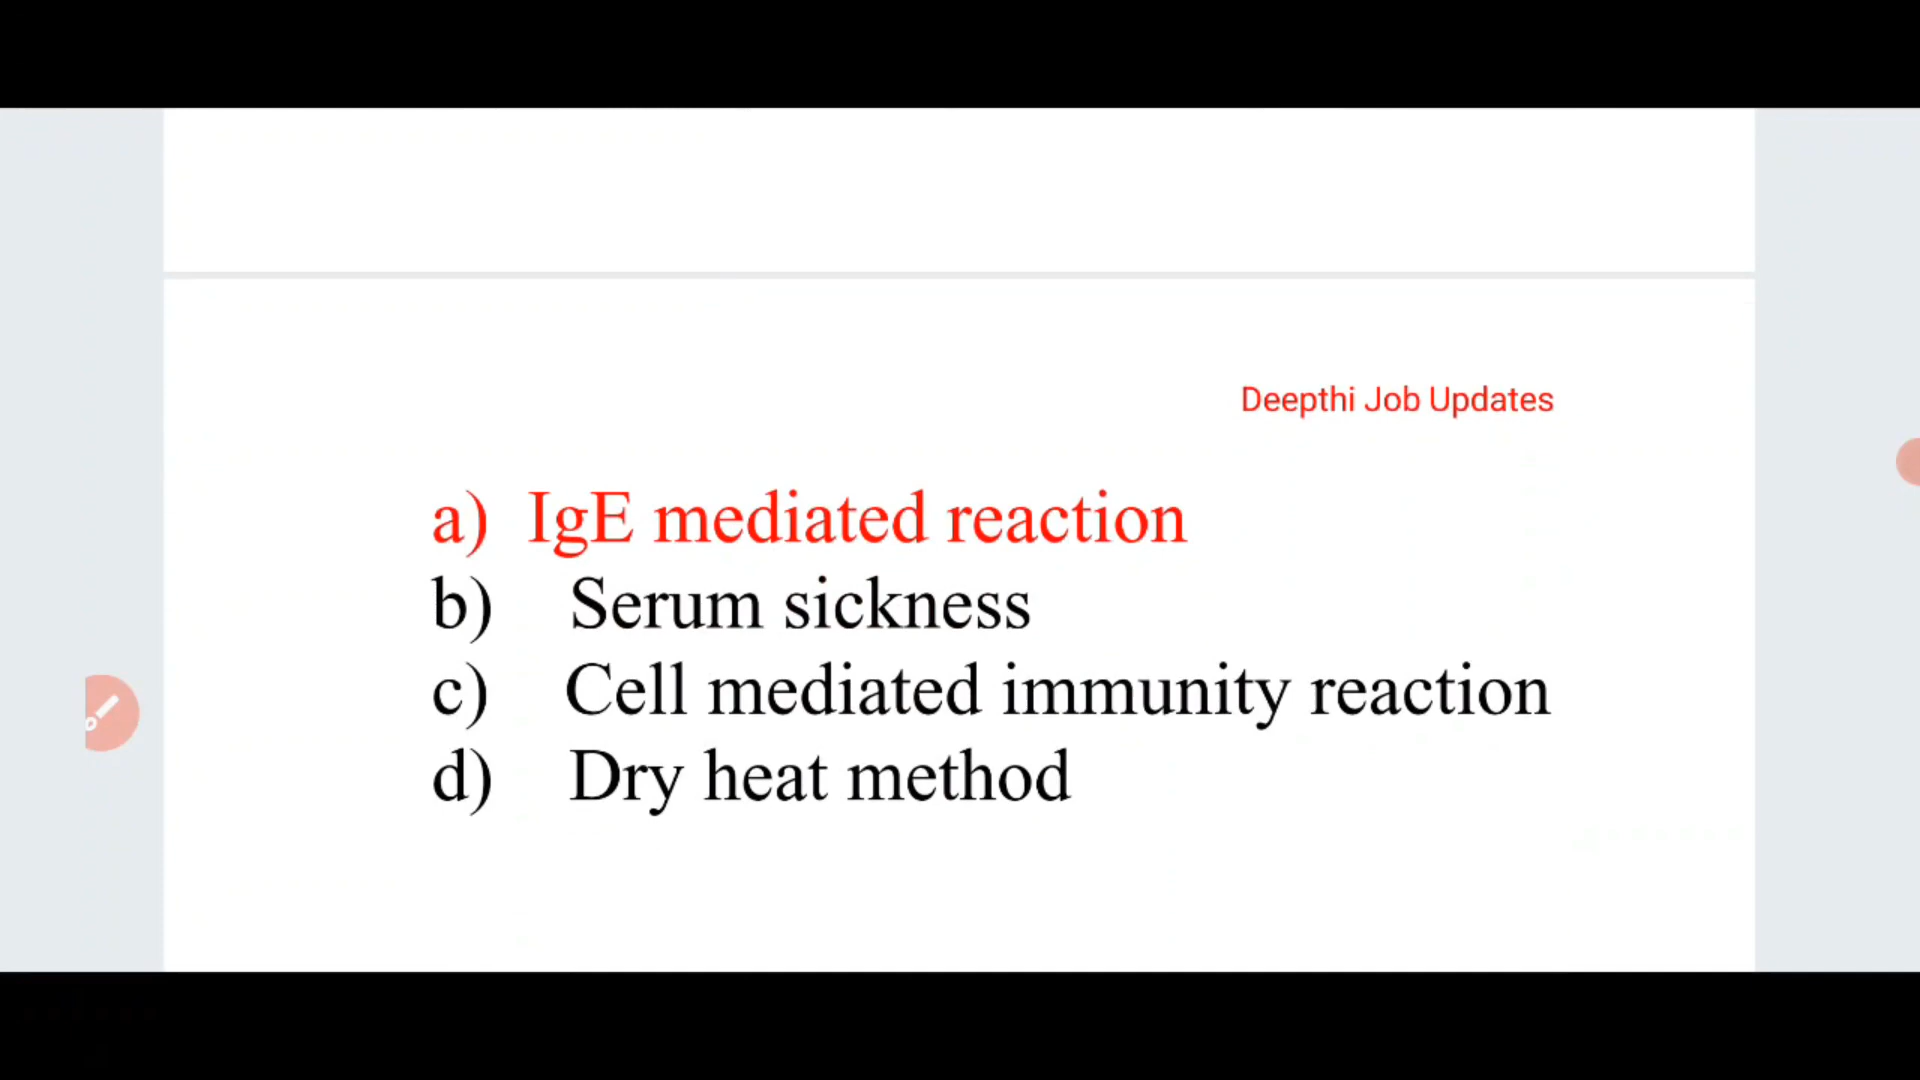 Deepthi Job Updates
a) IgE mediated reaction
b) Serum sickness
c) Cell mediated immunity reaction
d) Dry heat method